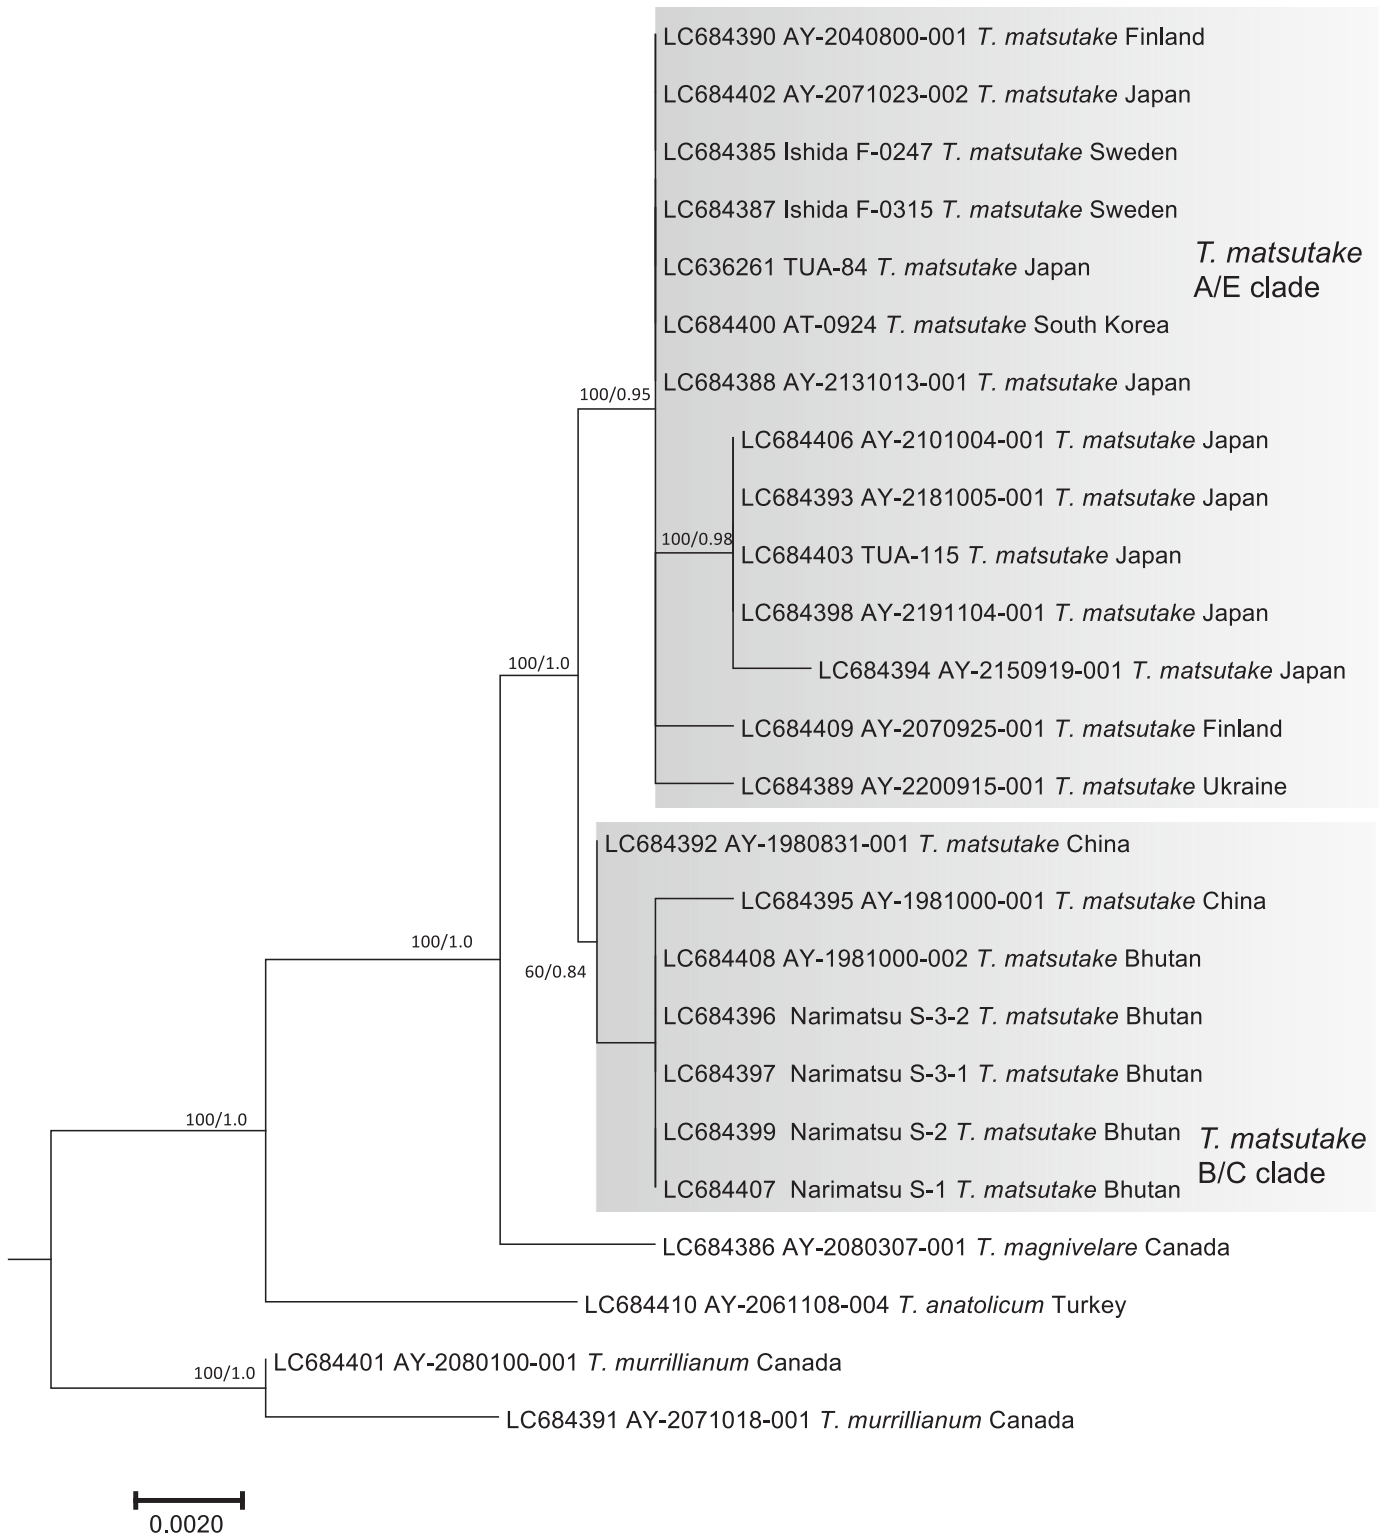 LC684390 AY-2040800-001 T. matsutake Finland
LC684402 AY-2071023-002 T. matsutake Japan
LC684385 Ishida F-0247 T. matsutake Sweden
LC684387 Ishida F-0315 T. matsutake Sweden
T. matsutake
A/E clade
LC636261 TUA-84 T. matsutake Japan
LC684400 AT-0924 T. matsutake South Korea
LC684388 AY-2131013-001 T. matsutake Japan
100/0.95
LC684406 AY-2101004-001 T. matsutake Japan
LC684393 AY-2181005-001 T. matsutake Japan
100/0.98
LC684403 TUA-115 T. matsutake Japan
LC684398 AY-2191104-001 T. matsutake Japan
100/1.0
LC684394 AY-2150919-001 T. matsutake Japan
LC684409 AY-2070925-001 T. matsutake Finland
LC684389 AY-2200915-001 T. matsutake Ukraine
LC684392 AY-1980831-001 T. matsutake China
LC684395 AY-1981000-001 T. matsutake China
100/1.0
LC684408 AY-1981000-002 T. matsutake Bhutan
60/0.84
LC684396 Narimatsu S-3-2 T. matsutake Bhutan
LC684397 Narimatsu S-3-1 T. matsutake Bhutan
100/1.0
LC684399 Narimatsu S-2 T. matsutake Bhutan
T. matsutake
B/C clade
LC684407 Narimatsu S-1 T. matsutake Bhutan
LC684386 AY-2080307-001 T. magnivelare Canada
LC684410 AY-2061108-004 T. anatolicum Turkey
LC684401 AY-2080100-001 T. murrillianum Canada
100/1.0
LC684391 AY-2071018-001 T. murrillianum Canada
0.0020